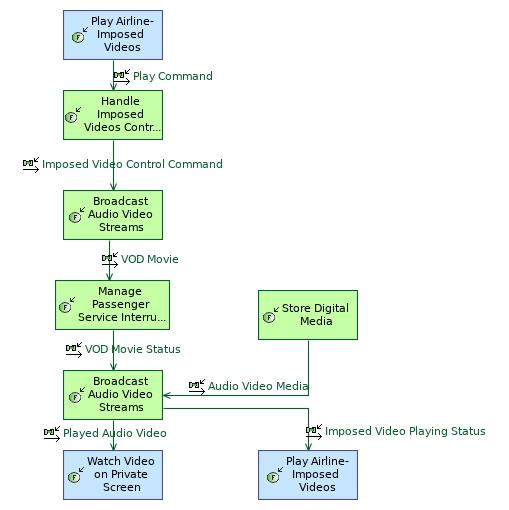 Play Airline-
Imposed
Videos
Play Command
Handle
Imposed
Videos Contr...
Imposed Video Control Command
Broadcast
Audio Video
Streams
VOD Movie
Manage
Passenger
Service Interru...
Store Digital
Media
VOD Movie Status
Broadcast
Audio Video
Streams
Audio Video Media
Played Audio Video
Imposed Video Playing Status
Watch Video
on Private
Screen
Play Airline-
Imposed
Videos